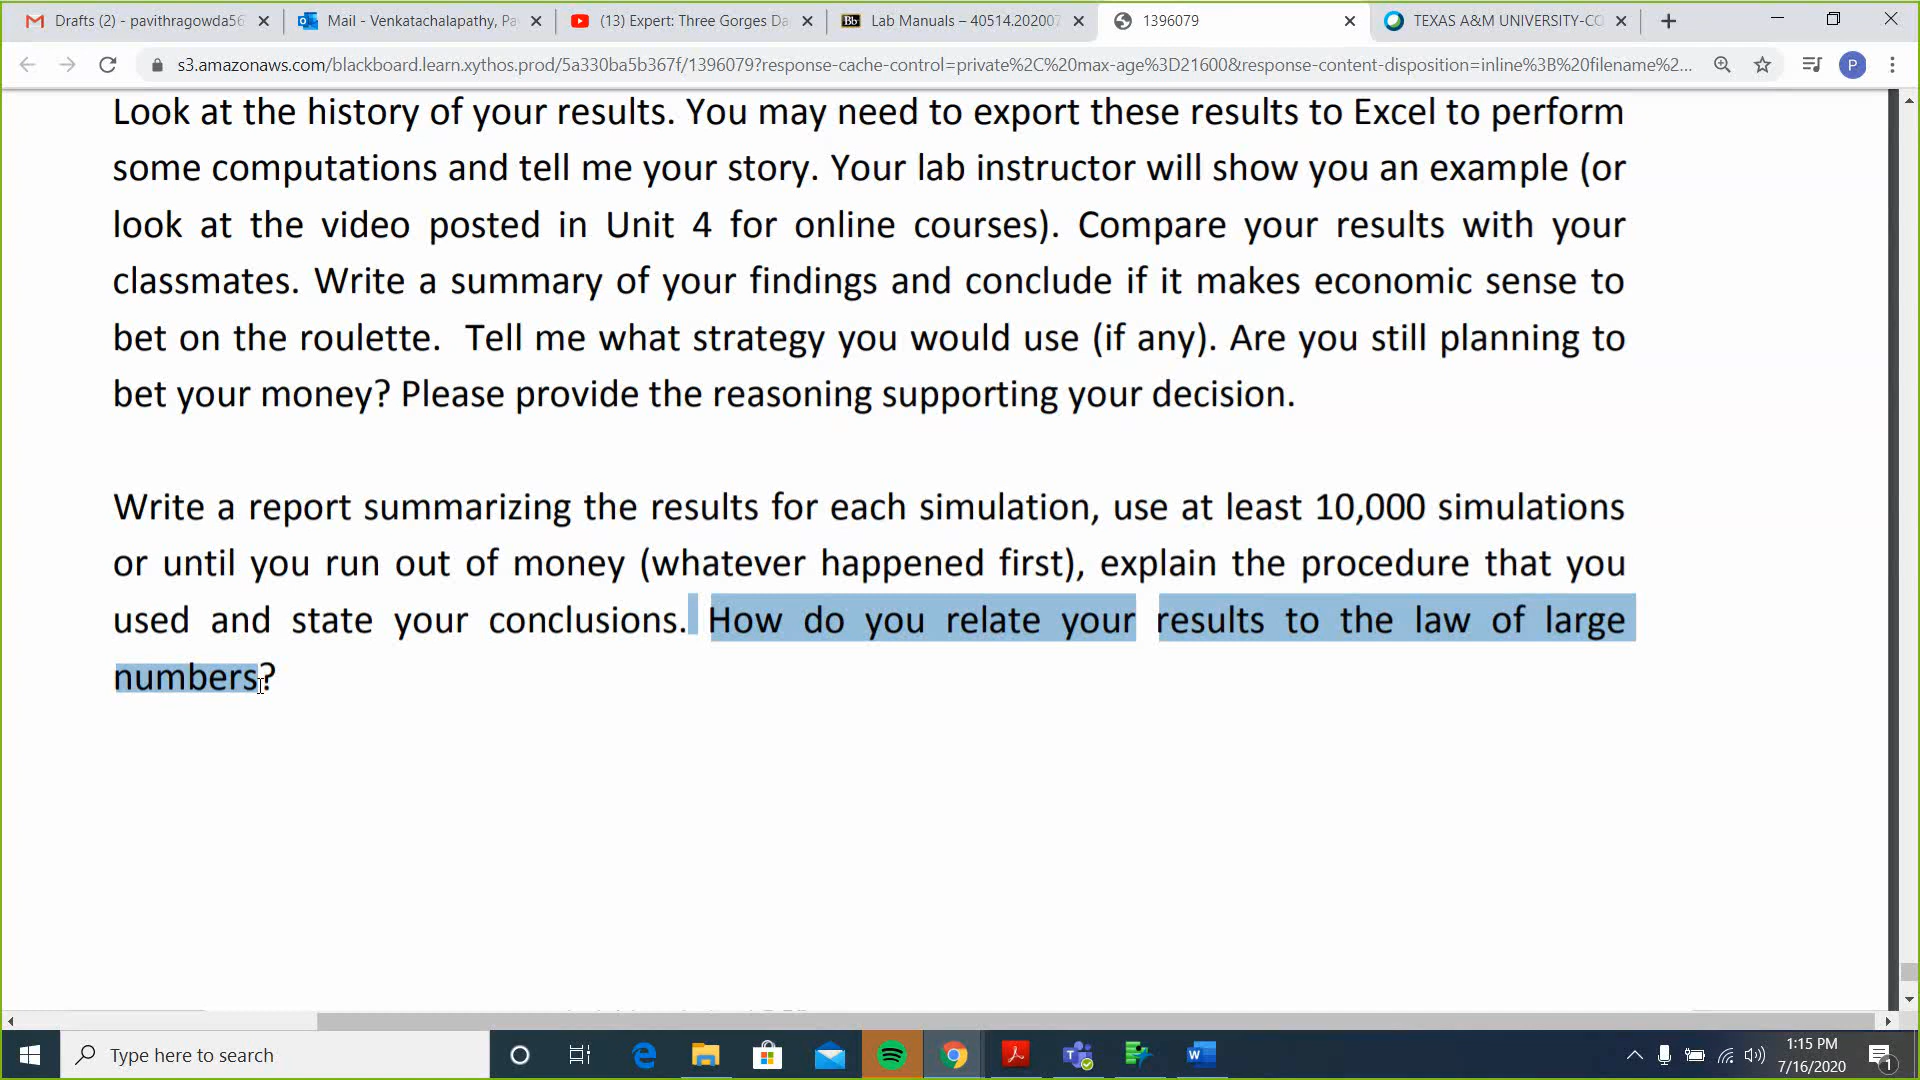 Drafts (2) - pavithragowda56
Mail - Venkatachalapathy, Pa
(13) Expert: Three Gorges Da
Bb
Lab Manuals – 40514.202007
1396079
TEXAS A&M UNIVERSITY-CO
s3.amazonaws.com/blackboard.learn.xythos.prod/5a330ba5b367f/1396079?response-cache-control=private%2C%20max-age%3D21600&response-content-disposition=inline%3B%20filename%2...
P
Look at the history of your results. You may need to export these results to Excel to perform
some computations and tell me your story. Your lab instructor will show you an example (or
look at the video posted in Unit 4 for online courses). Compare your results with your
classmates. Write a summary of your findings and conclude if it makes economic sense to
bet on the roulette. Tell me what strategy you would use (if any). Are you still planning to
bet your money? Please provide the reasoning supporting your decision.
Write a report summarizing the results for each simulation, use at least 10,000 simulations
or until you run out of money (whatever happened first), explain the procedure that you
used and state your conclusions. How do you relate your results to the law of large
numbers?
Type here to search
1:15 PM
7/16/2020
1